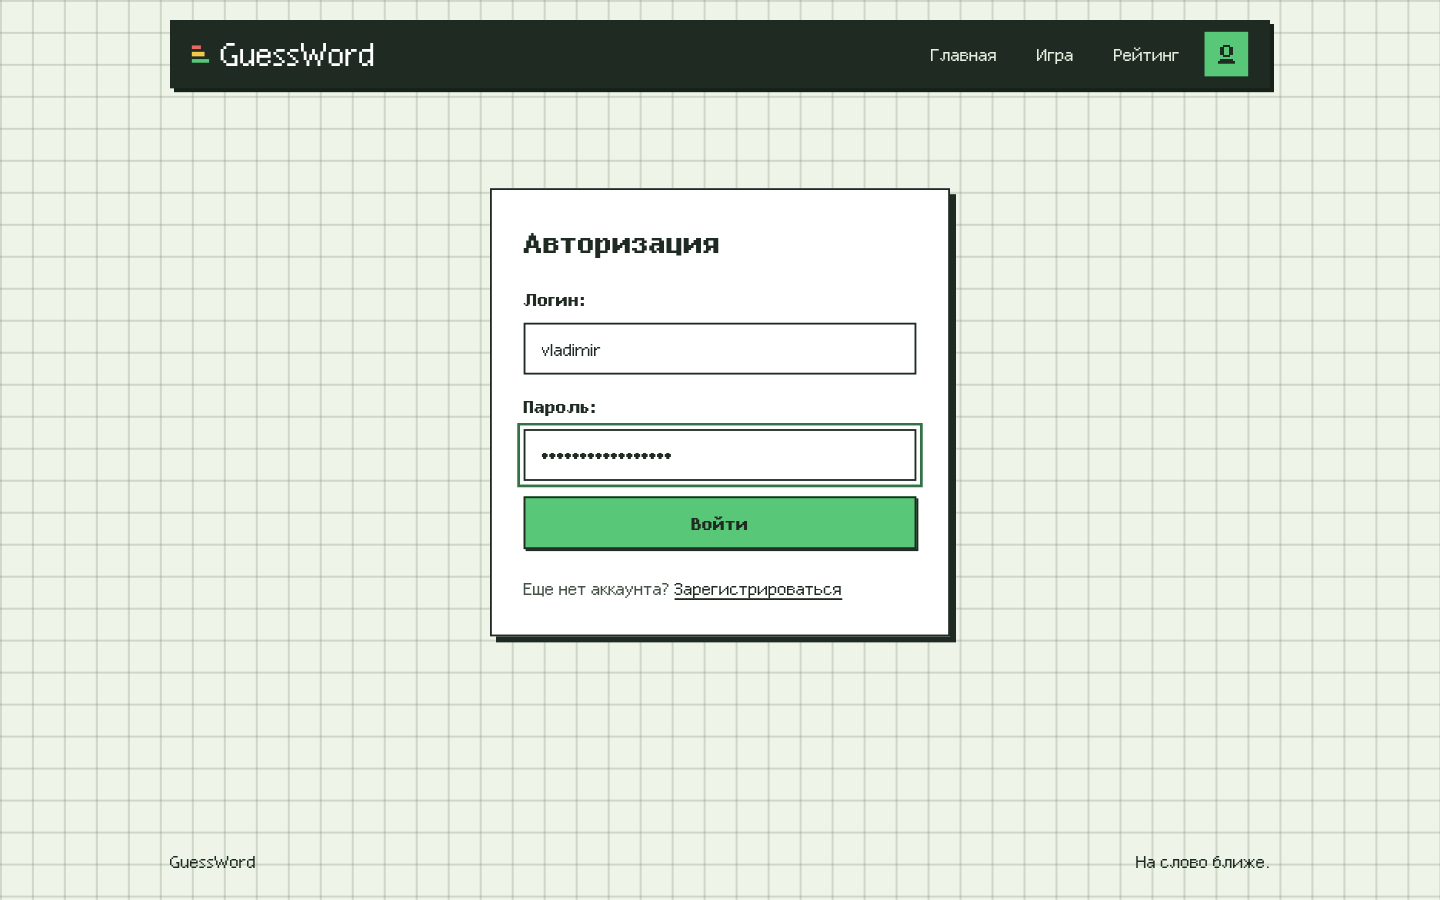 GuessWord
Главная Игра Рейтинг
Авторизация
Логин:
vladimir
Пароль:
•••••••••••••••••
Войти
Еще нет аккаунта? Зарегистрироваться
GuessWord
На слово ближе.